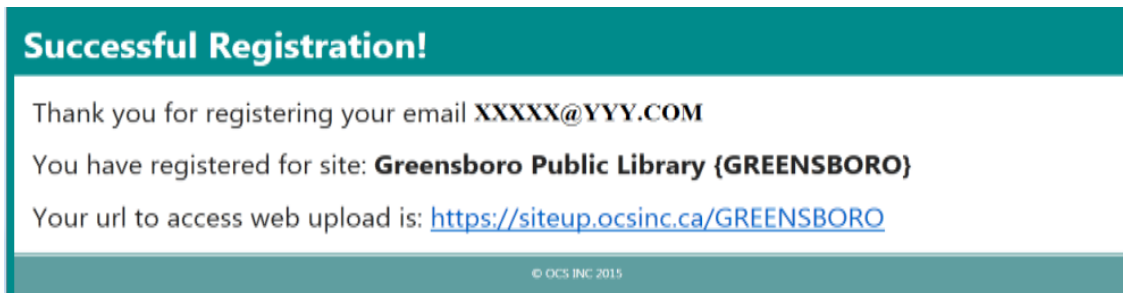 Successful Registration!
Thank you for registering your email XXXXX@YYY.COM
You have registered for site: Greensboro Public Library {GREENSBORO}
Your url to access web upload is: https://siteup.ocsinc.ca/GREENSBORO
© OCS INC 2015